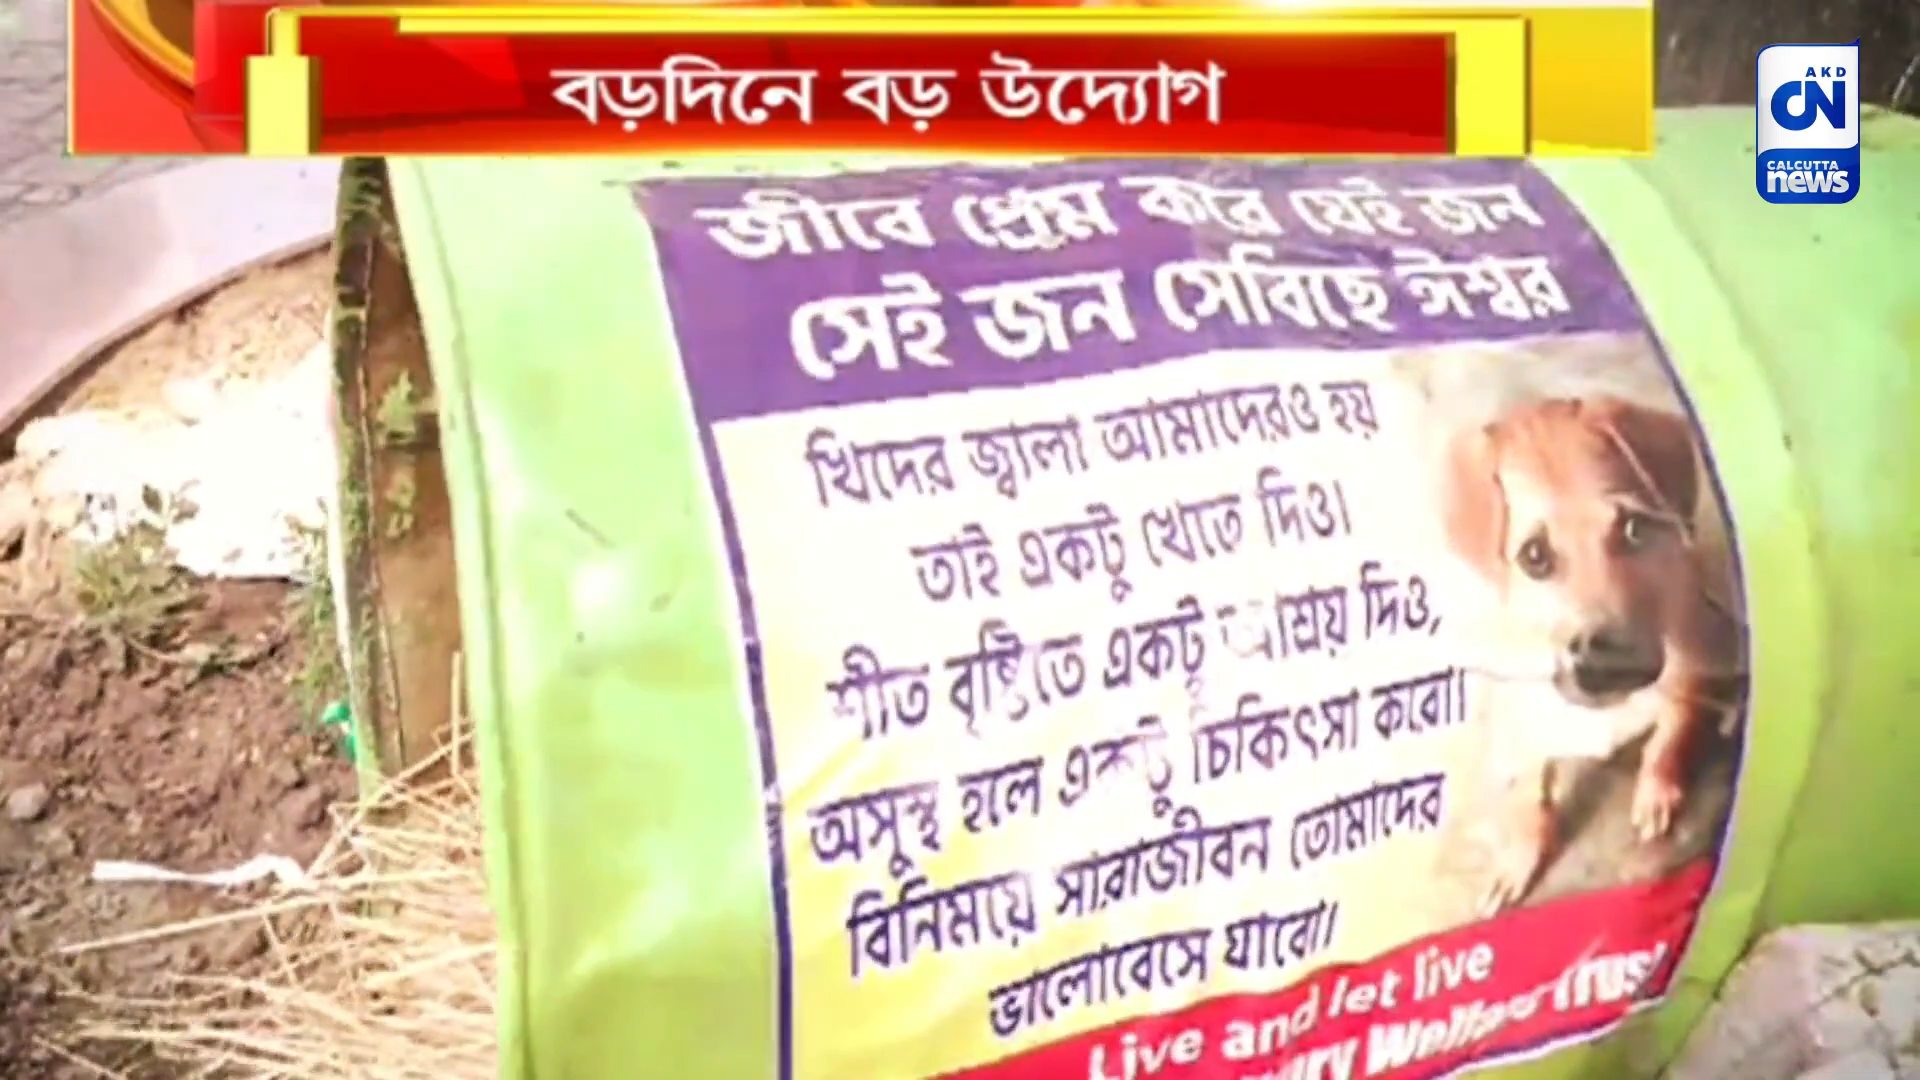 বড়দিনে বড় উদ্যোগ
AKD
CN
CALCUTTA
news
জীবে প্রেম করে যেই জন
সেই জন সেবিছে ঈশ্বর
খিদের জ্বালা আমাদেরও হয়
তাই একটু খেতে দিও।
শীত বৃষ্টিতে একটু আশ্রয় দিও,
অসুস্থ হলে একটু চিকিৎসা করো।
বিনিময়ে সারাজীবন তোমাদের
ভালোবেসে যাবো।
Live and let live
Welfare Trust